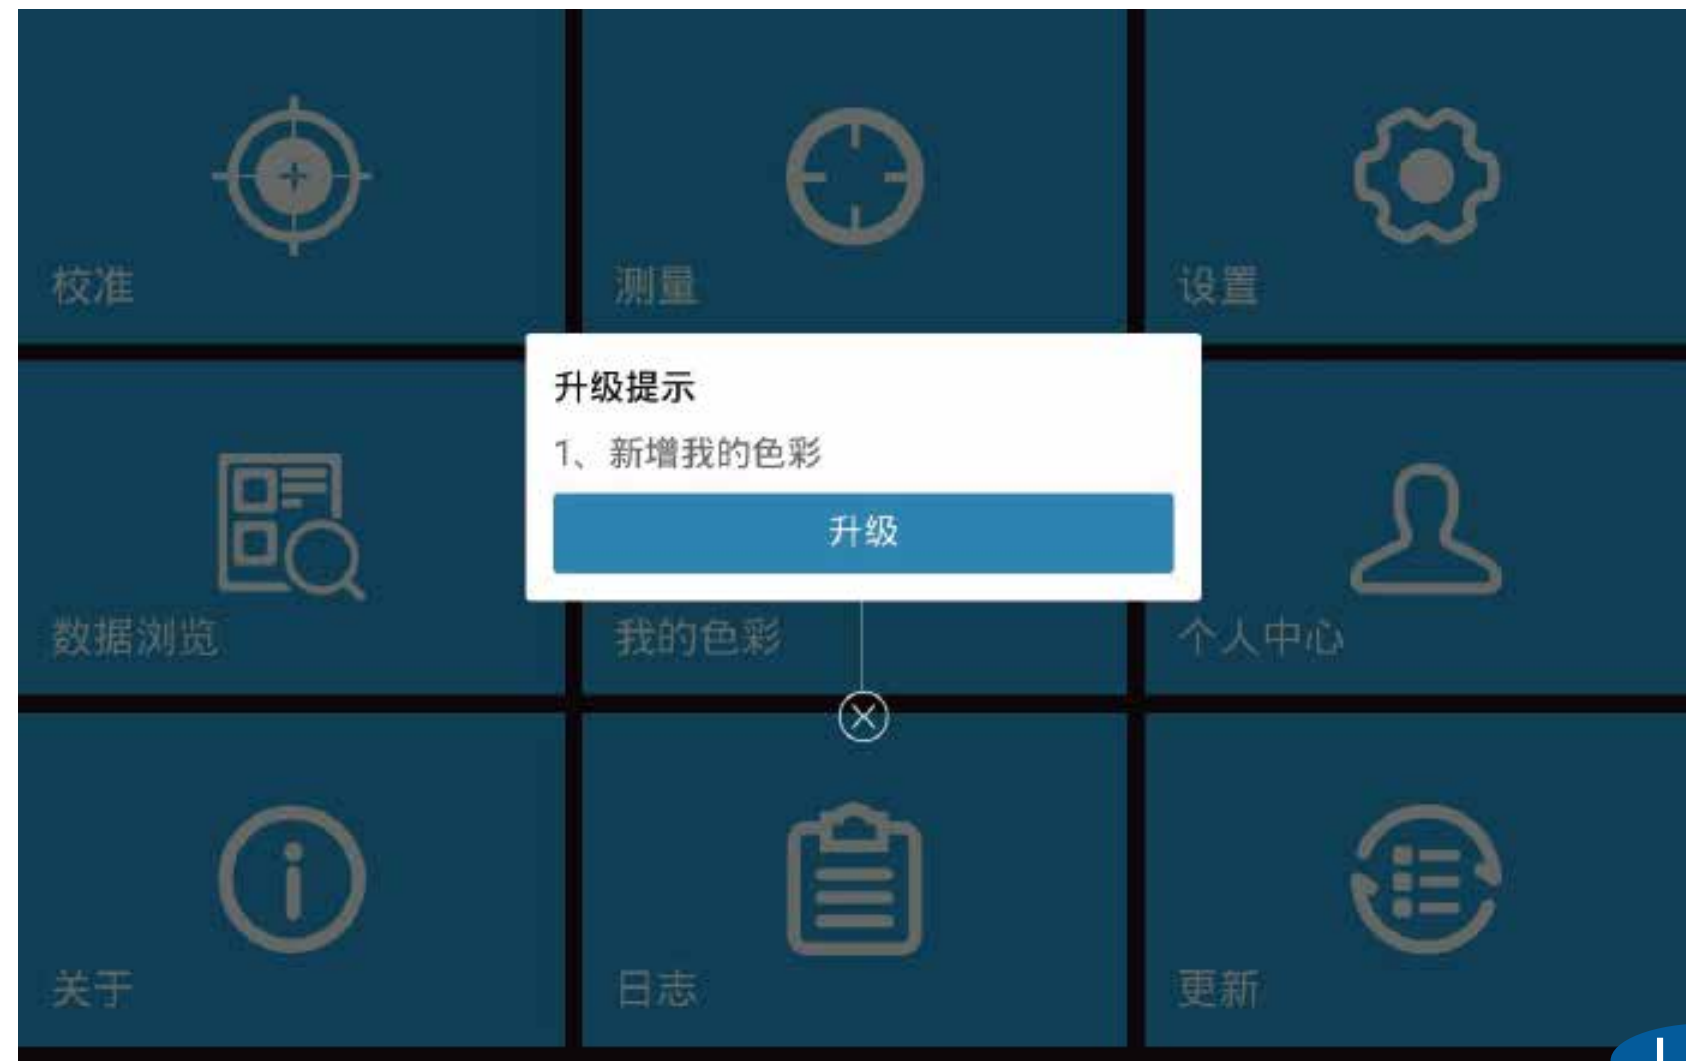 校准
测量
设置
升级提示
1、新增我的色彩
升级
数据浏览
我的色彩
个人中心
关于
日志
更新